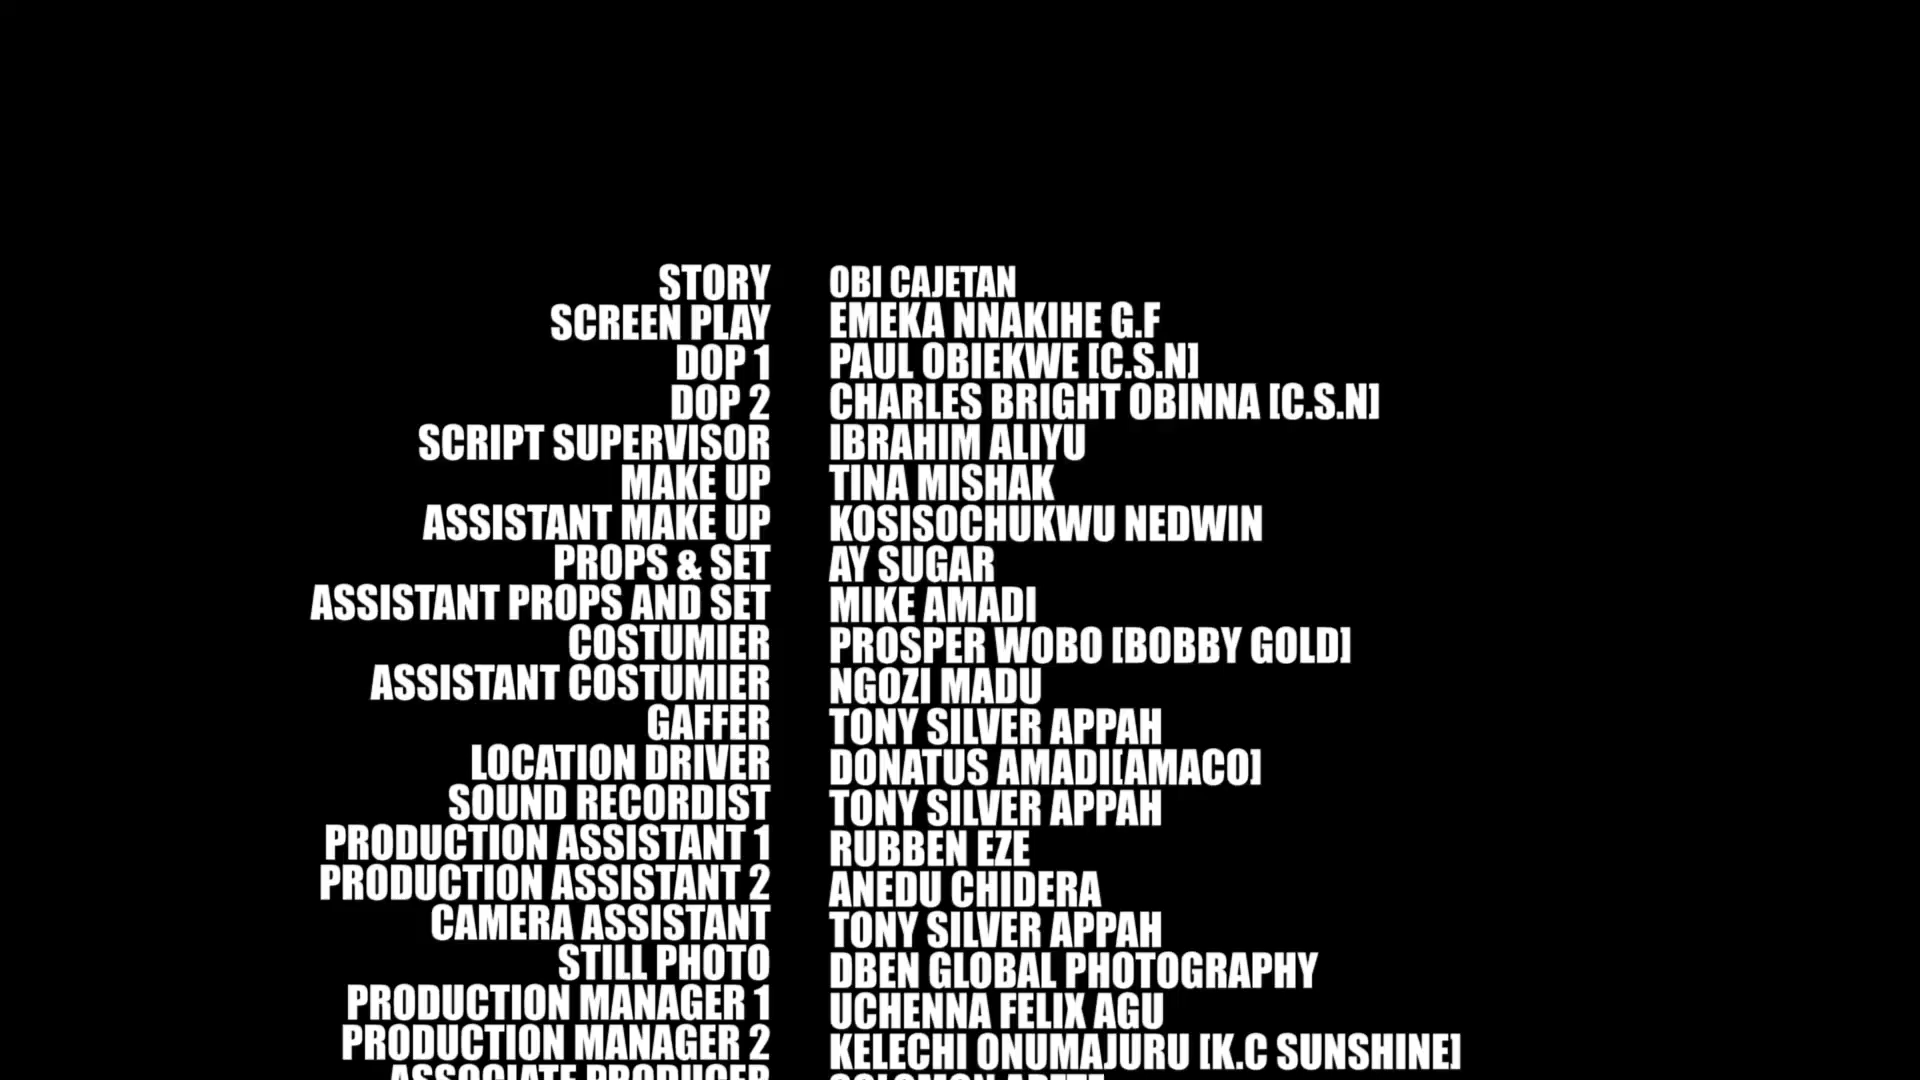 STORY OBI CAJETAN
SCREEN PLAY EMEKA NNAKIHE G.F
DOP 1 PAUL OBIEKWE [C.S.N]
DOP 2 CHARLES BRIGHT OBINNA [C.S.N]
SCRIPT SUPERVISOR IBRAHIM ALIYU
MAKE UP TINA MISHAK
ASSISTANT MAKE UP KOSISOCHUKWU NEDWIN
PROPS & SET AY SUGAR
ASSISTANT PROPS AND SET MIKE AMADI
COSTUMIER PROSPER WOBO [BOBBY GOLD]
ASSISTANT COSTUMIER NGOZI MADU
GAFFER TONY SILVER APPAH
LOCATION DRIVER DONATUS AMADI[AMACO]
SOUND RECORDIST TONY SILVER APPAH
PRODUCTION ASSISTANT 1 RUBBEN EZE
PRODUCTION ASSISTANT 2 ANEDU CHIDERA
CAMERA ASSISTANT TONY SILVER APPAH
STILL PHOTO DBEN GLOBAL PHOTOGRAPHY
PRODUCTION MANAGER 1 UCHENNA FELIX AGU
PRODUCTION MANAGER 2 KELECHI ONUMAJURU [K.C SUNSHINE]
ASSOCIATE PRODUCER SOLOMON